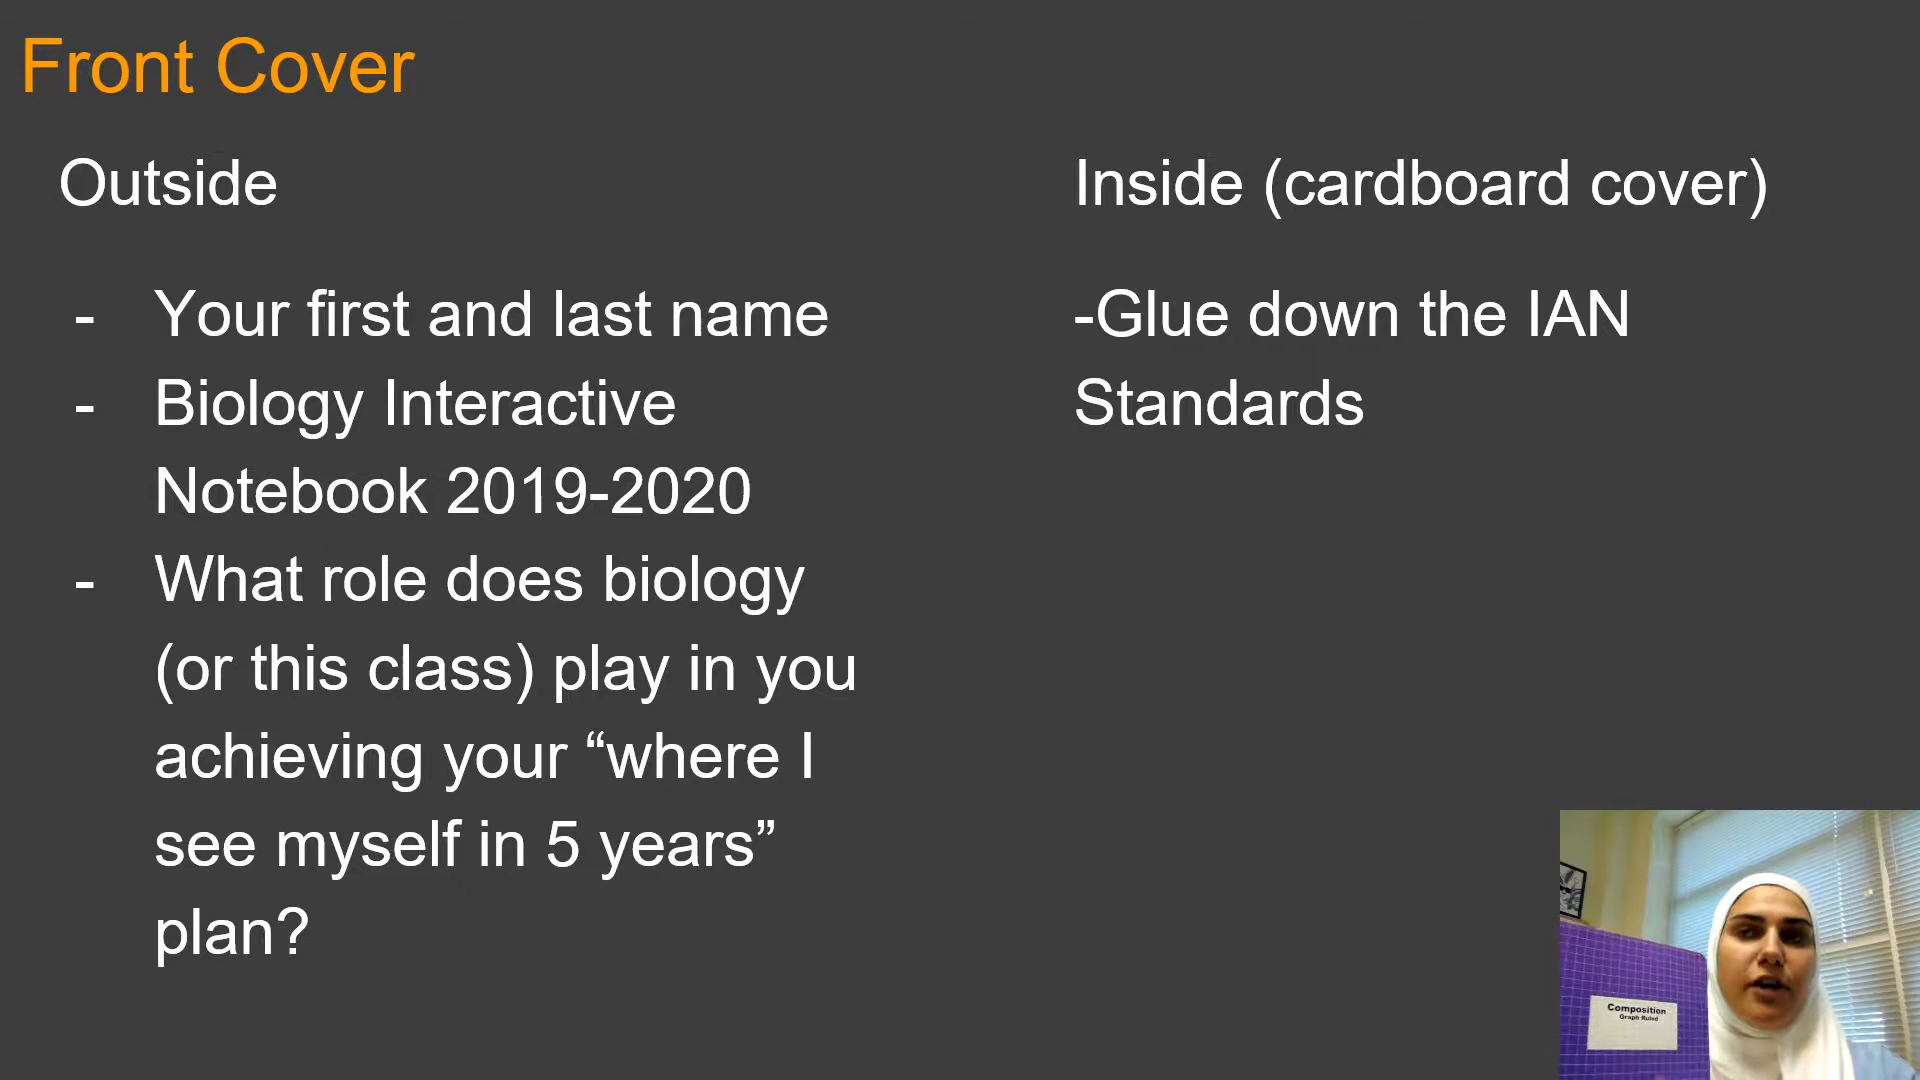 Front Cover
Outside
- Your first and last name
- Biology Interactive
Notebook 2019-2020
- What role does biology
(or this class) play in you
achieving your “where I
see myself in 5 years”
plan?
Inside (cardboard cover)
-Glue down the IAN
Standards
Composition
Graph Ruled